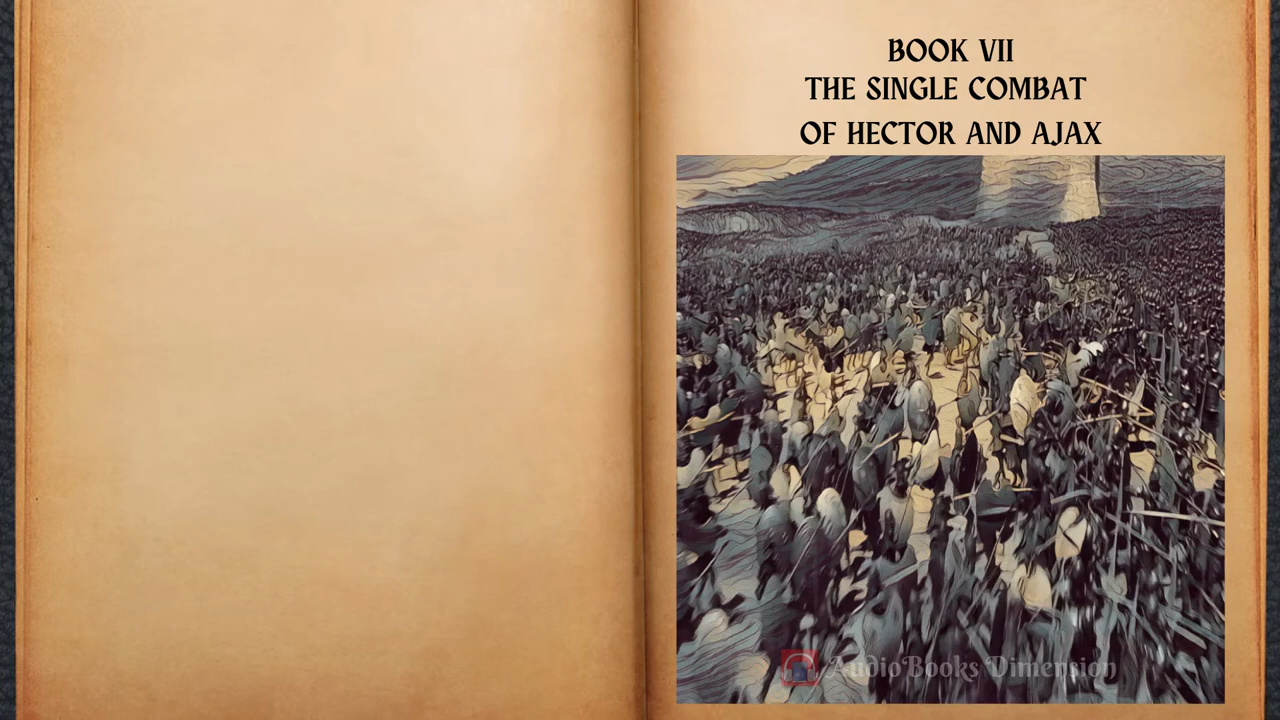 BOOK VII
THE SINGLE COMBAT
OF HECTOR AND AJAX
AudioBooks Dimension